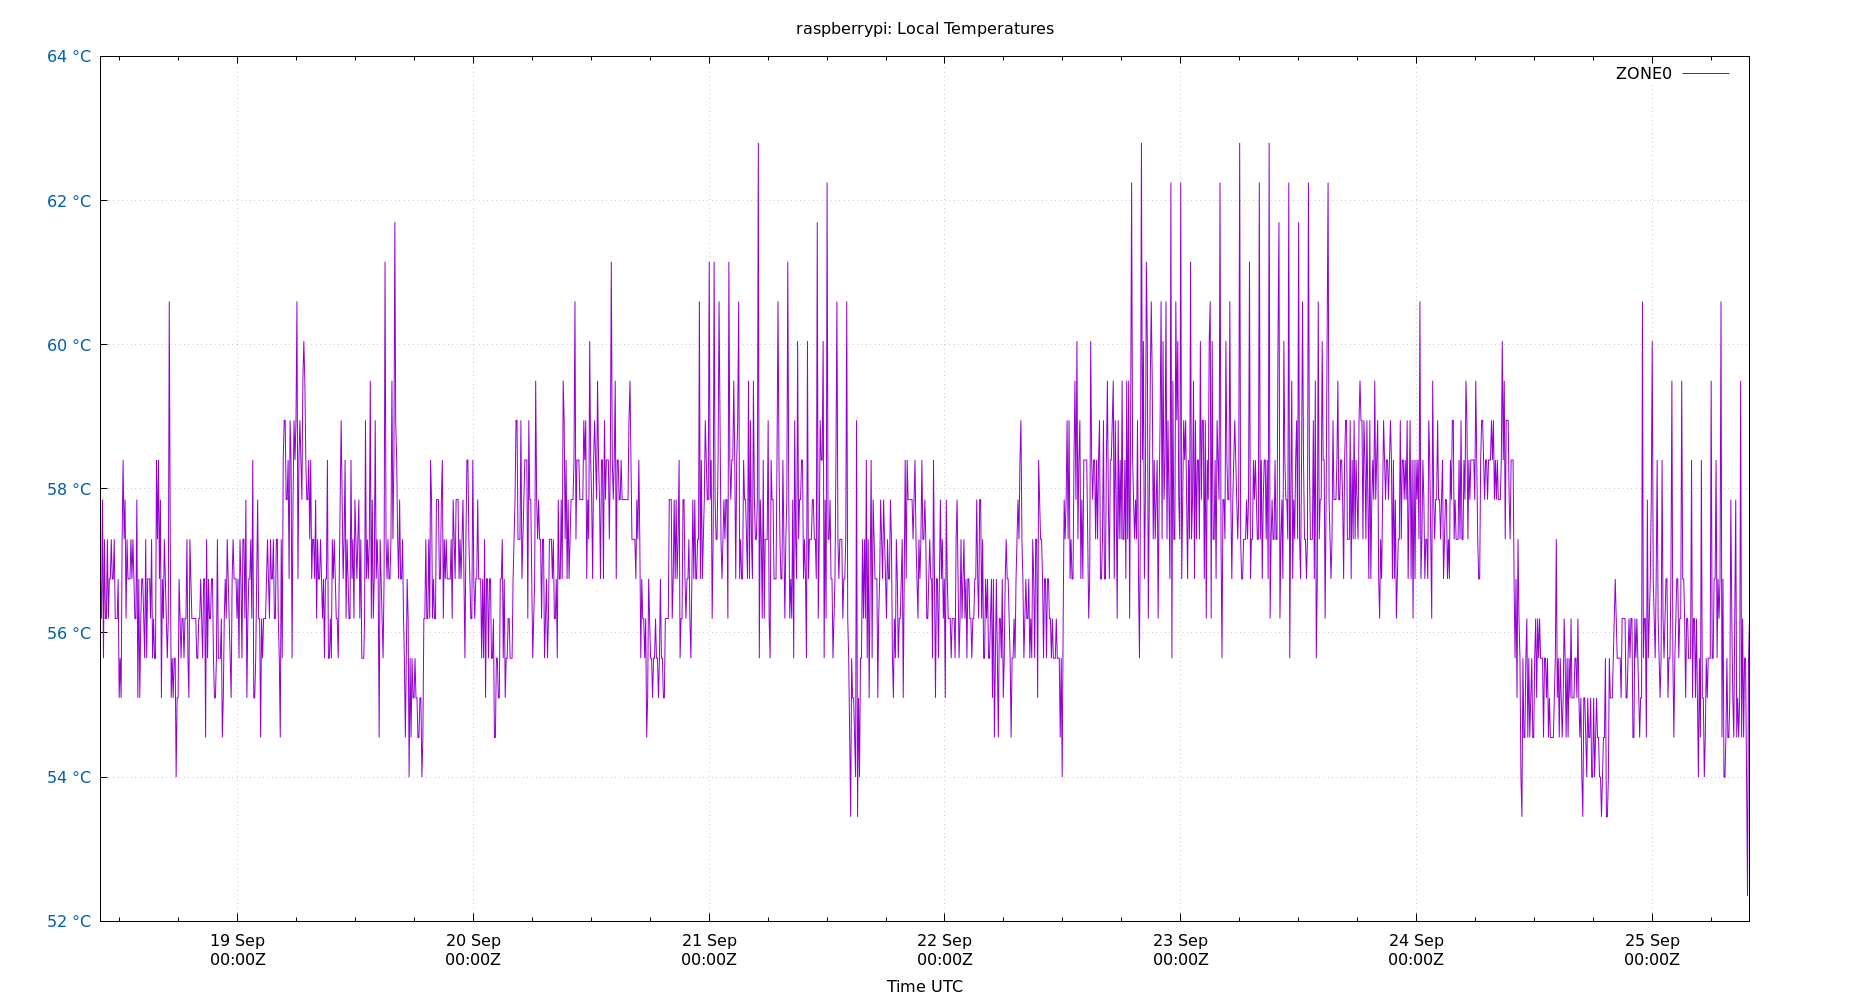 raspberrypi: Local Temperatures
64 °C
ZONE0
62 °C
60 °C
58 °C
56 °C
54 °C
52 °C
19 Sep 20 Sep 21 Sep 22 Sep 23 Sep 24 Sep 25 Sep
00:00Z 00:00Z 00:00Z 00:00Z 00:00Z 00:00Z 00:00Z
Time UTC